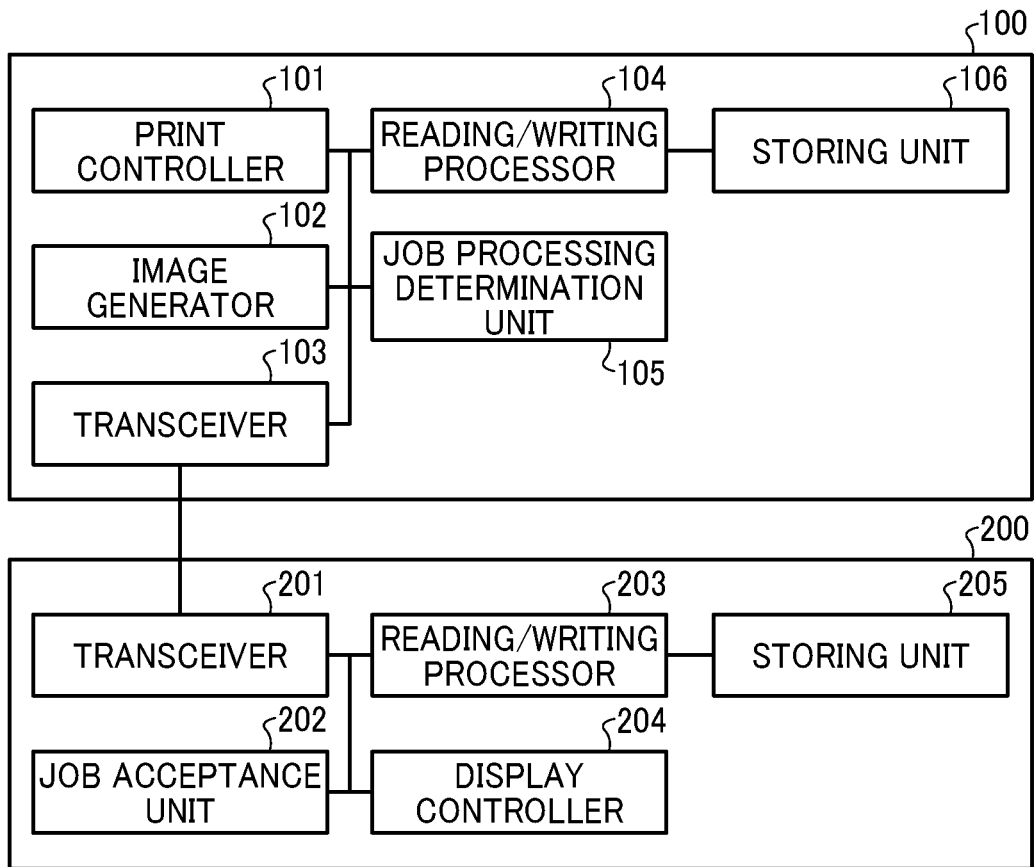 100
101
104
106
PRINT
CONTROLLER
READING/WRITING
PROCESSOR
STORING UNIT
102
IMAGE
GENERATOR
JOB PROCESSING
DETERMINATION
UNIT
103
105
TRANSCEIVER
200
201
203
205
TRANSCEIVER
READING/WRITING
PROCESSOR
STORING UNIT
202
204
JOB ACCEPTANCE
UNIT
DISPLAY
CONTROLLER